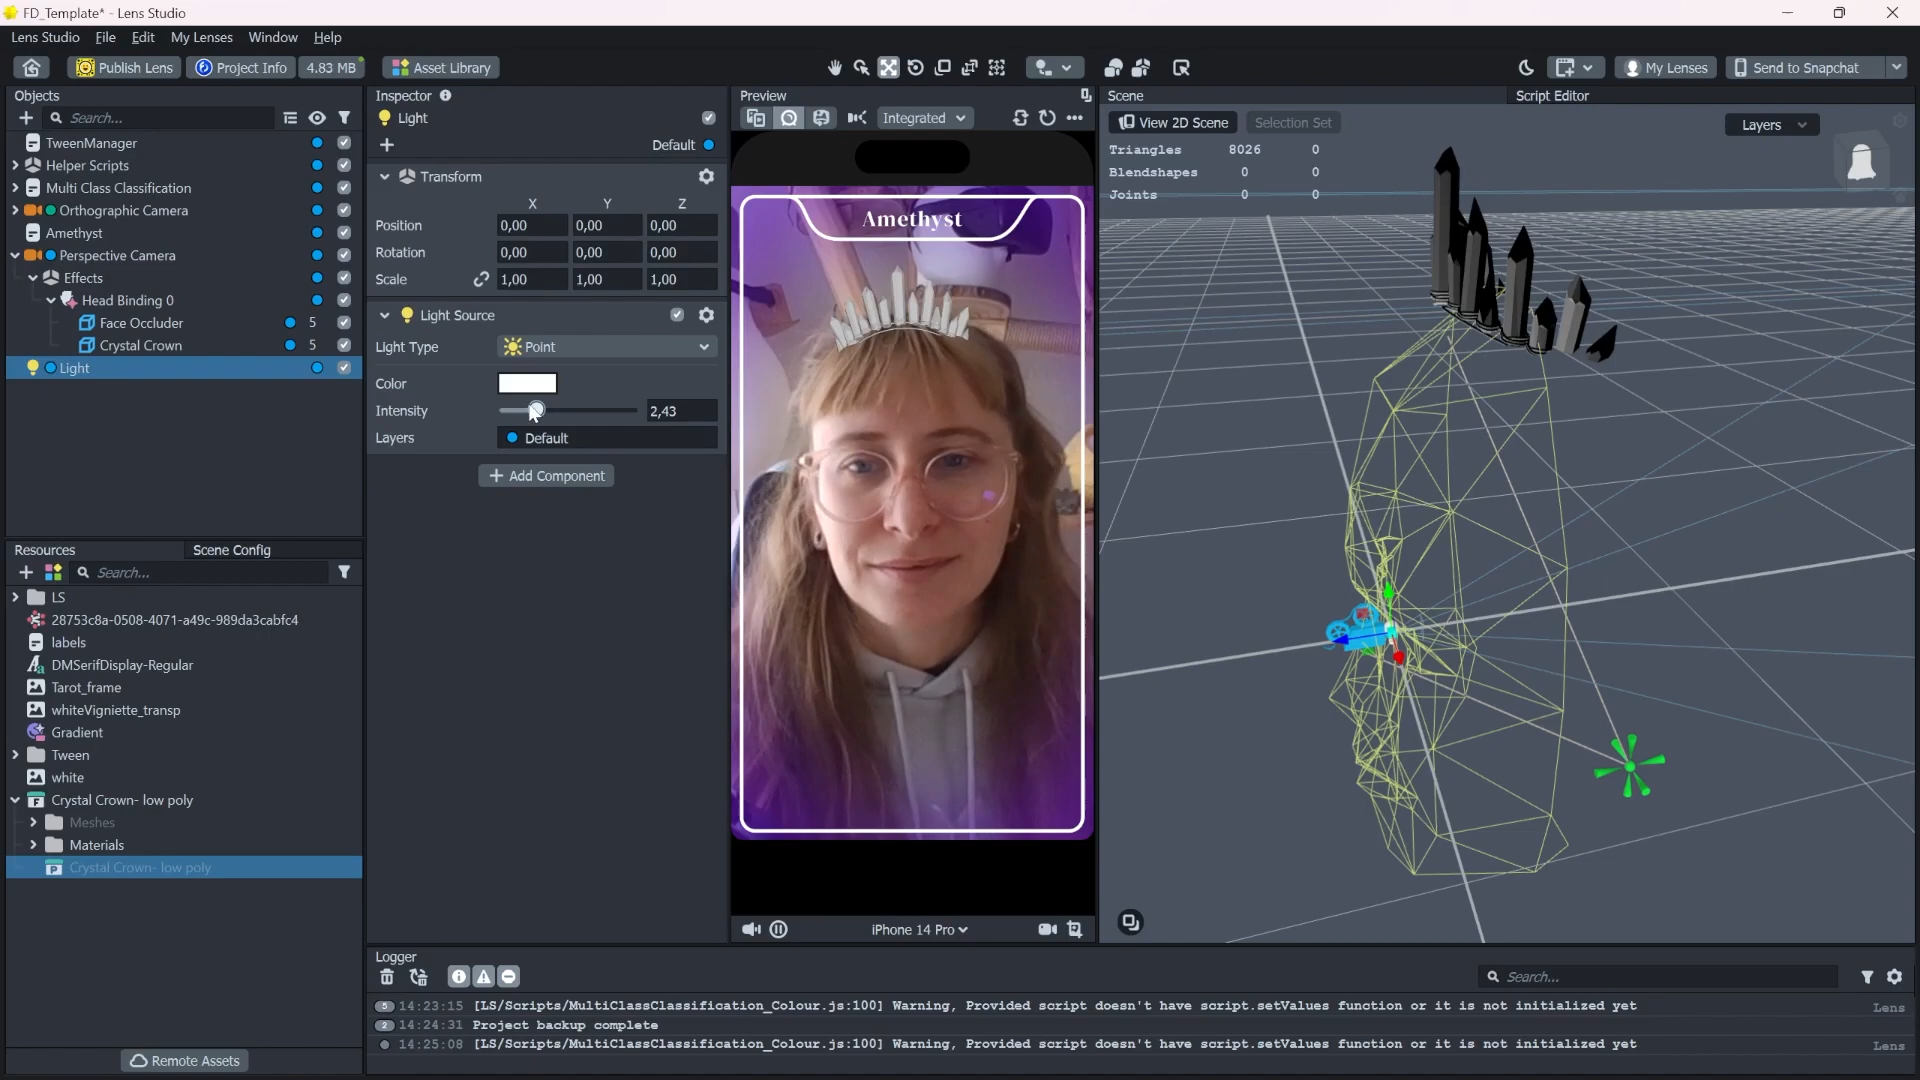 FD_Template* - Lens Studio
Lens Studio File Edit My Lenses Window Help
Publish Lens Project Info 4.83 MB Asset Library My Lenses Send to Snapchat
Objects
Search...
TweenManager
Helper Scripts
Multi Class Classification
Orthographic Camera
Amethyst
Perspective Camera
Effects
Head Binding 0
Face Occluder 5
Crystal Crown 5
Light
Resources Scene Config
Search...
LS
28753c8a-0508-4071-a49c-989da3cabfc4
labels
DMSerifDisplay-Regular
Tarot_frame
whiteVigniette_transp
Gradient
Tween
white
Crystal Crown- low poly
Meshes
Materials
Crystal Crown- low poly
Remote Assets
Inspector
Light
Default
Transform
X Y Z
Position 0,00 0,00 0,00
Rotation 0,00 0,00 0,00
Scale 1,00 1,00 1,00
Light Source
Light Type Point
Color
Intensity 2,43
Layers Default
+ Add Component
Preview
Integrated
Amethyst
iPhone 14 Pro
Scene Script Editor
View 2D Scene Selection Set Layers
Triangles 8026 0
Blendshapes 0 0
Joints 0 0
Logger
Search...
5 14:23:15 [LS/Scripts/MultiClassClassification_Colour.js:100] Warning, Provided script doesn't have script.setValues function or it is not initialized yet Lens
2 14:24:31 Project backup complete
14:25:08 [LS/Scripts/MultiClassClassification_Colour.js:100] Warning, Provided script doesn't have script.setValues function or it is not initialized yet Lens